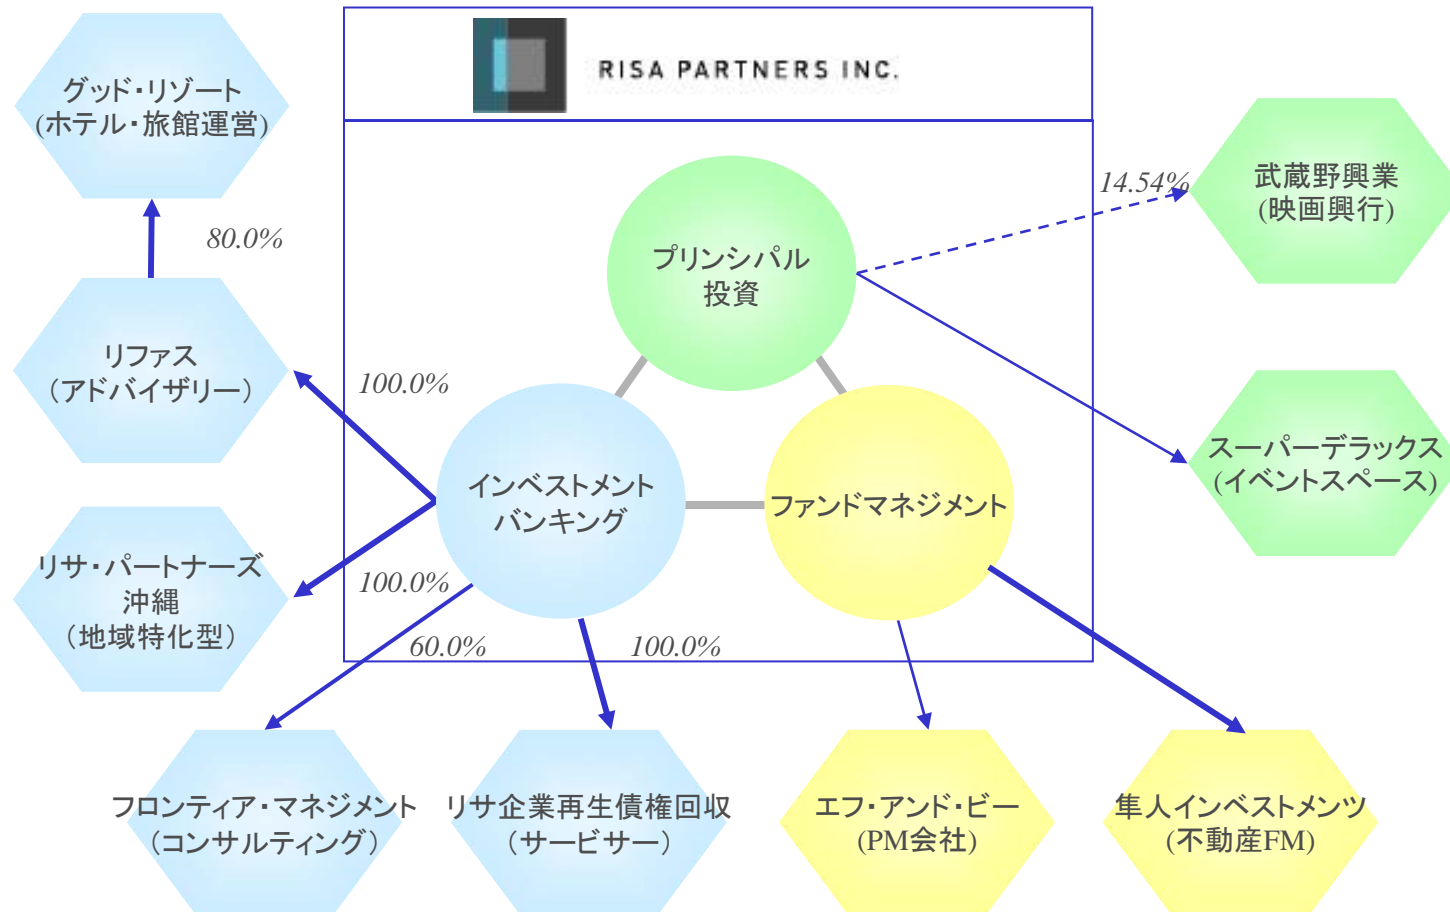 RISA PARTNERS INC.
グッド・リゾート
(ホテル・旅館運営)
14.54%
武蔵野興業
(映画興行)
80.0%
プリンシパル
投資
リファス
（アドバイザリー）
100.0%
スーパーデラックス
(イベントスペース)
インベストメント
バンキング
ファンドマネジメント
リサ・パートナーズ
沖縄
（地域特化型）
100.0%
60.0%
100.0%
フロンティア・マネジメント
（コンサルティング）
リサ企業再生債権回収
（サービサー）
エフ・アンド・ビー
(PM会社)
隼人インベストメンツ
(不動産FM)